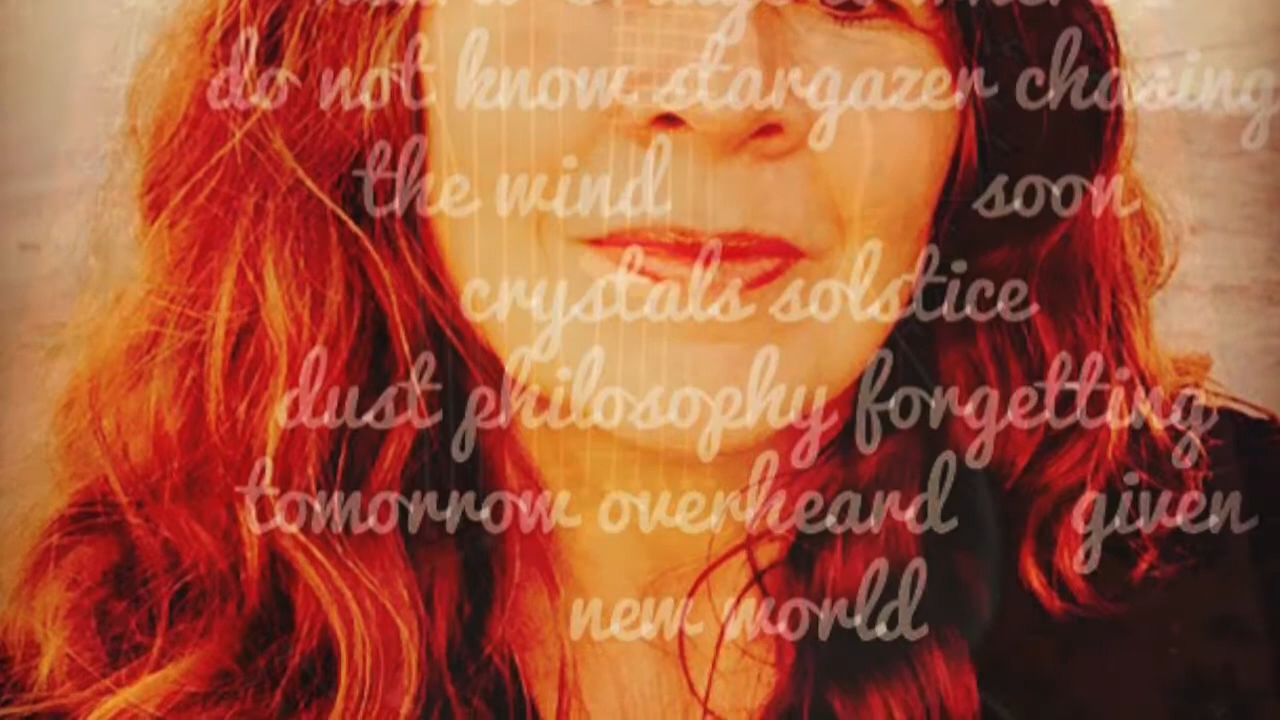 do not know stargazer chasing
the wind soon
crystals solstice
dust philosophy forgetting
tomorrow overheard given
new world